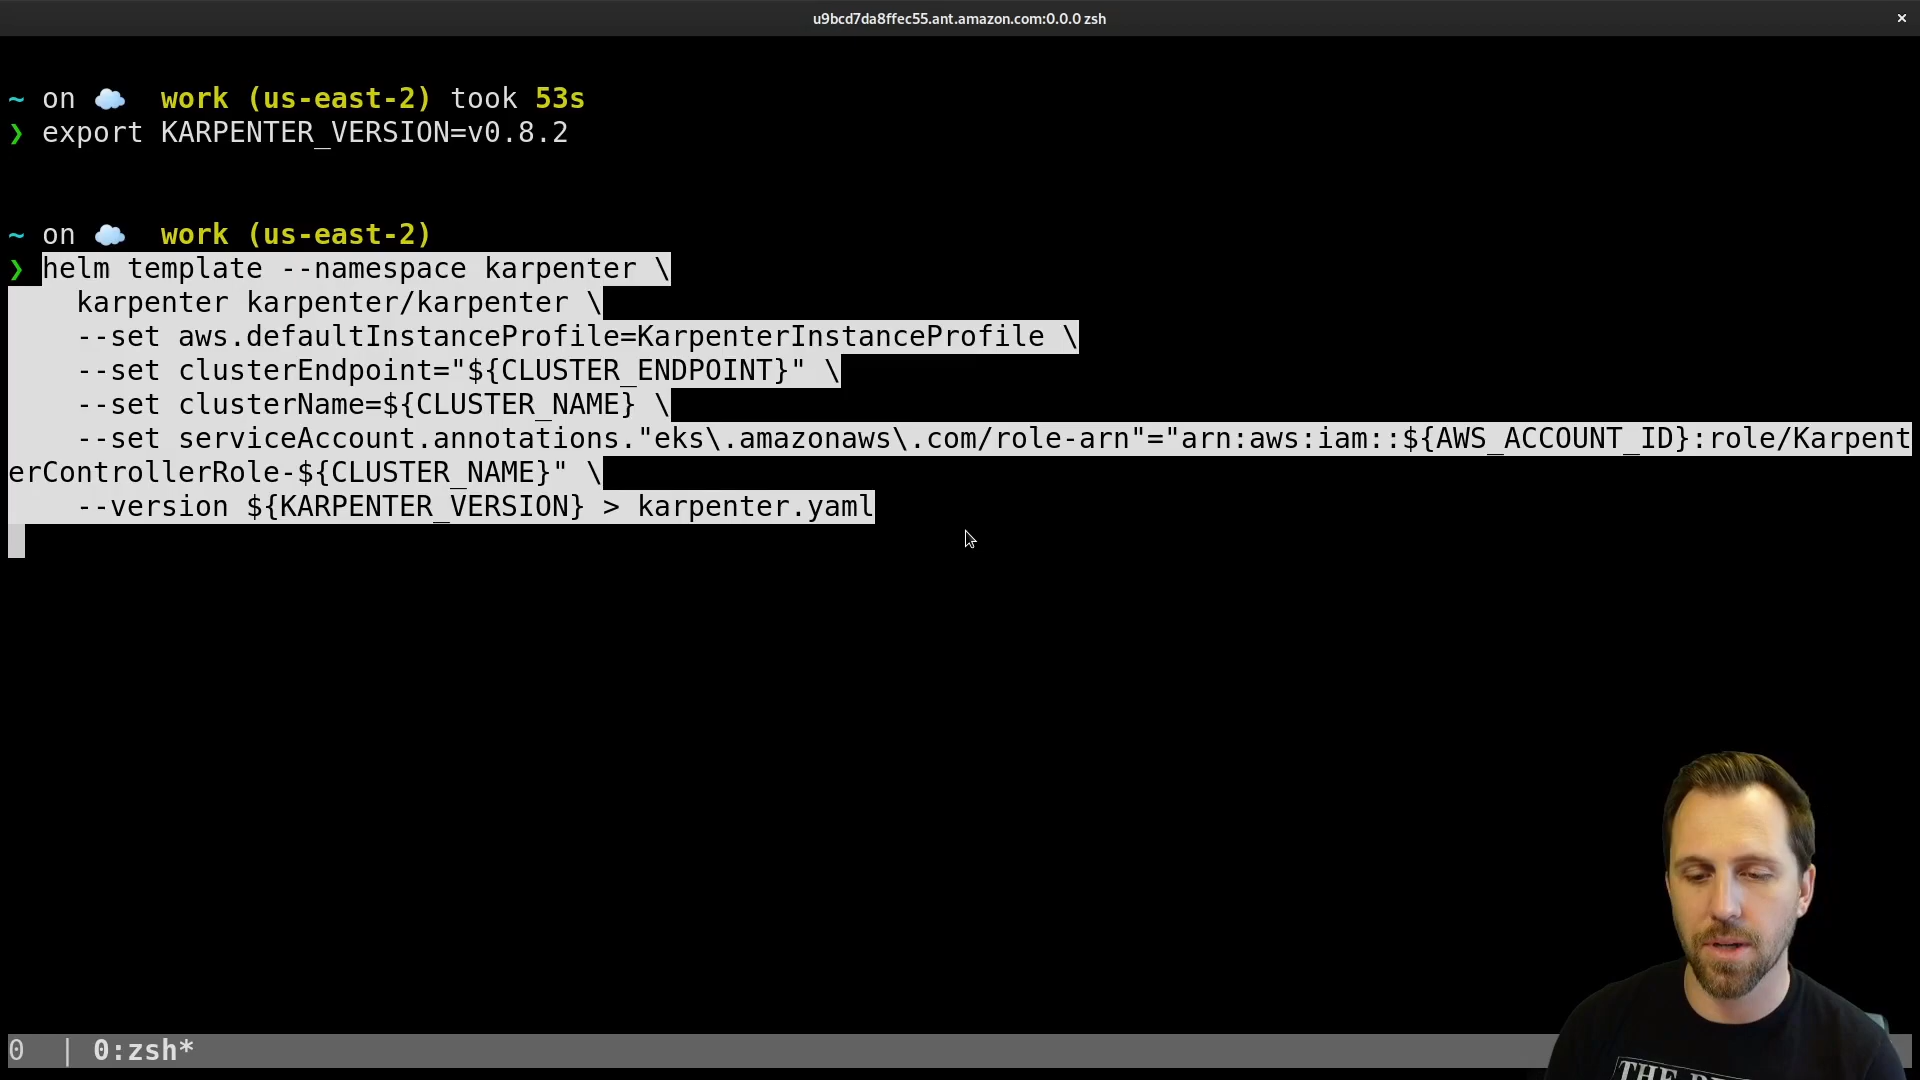 u9bcd7da8ffec55.ant.amazon.com:0.0.0 zsh
~ on ☁️ work (us-east-2) took 53s
❯ export KARPENTER_VERSION=v0.8.2
~ on ☁️ work (us-east-2)
❯ helm template --namespace karpenter \
karpenter karpenter/karpenter \
--set aws.defaultInstanceProfile=KarpenterInstanceProfile \
--set clusterEndpoint="${CLUSTER_ENDPOINT}" \
--set clusterName=${CLUSTER_NAME} \
--set serviceAccount.annotations."eks\.amazonaws\.com/role-arn"="arn:aws:iam::${AWS_ACCOUNT_ID}:role/Karpent
erControllerRole-${CLUSTER_NAME}" \
--version ${KARPENTER_VERSION} > karpenter.yaml
0 | 0:zsh*
THE